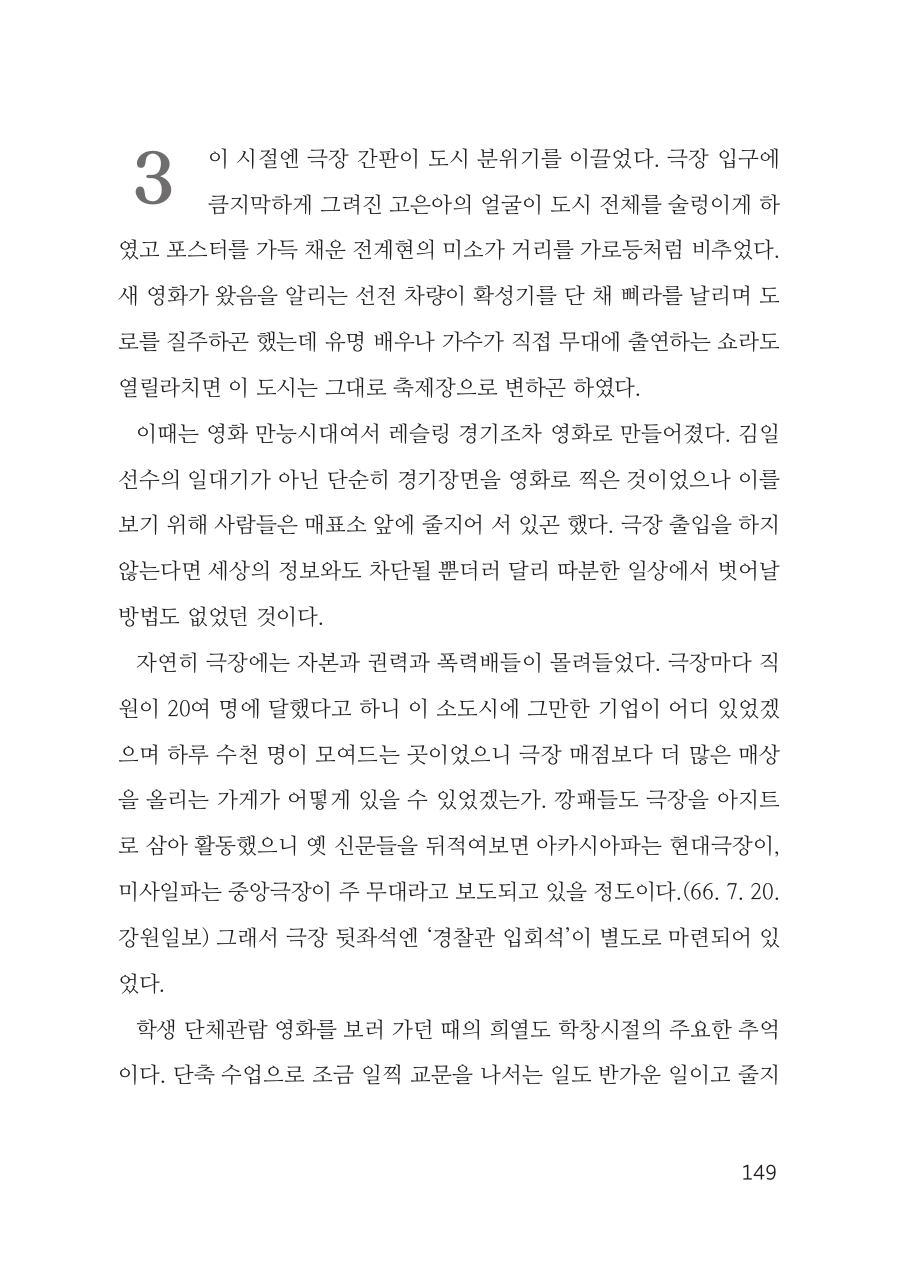 3
이 시절엔 극장 간판이 도시 분위기를 이끌었다. 극장 입구에
큼지막하게 그려진 고은아의 얼굴이 도시 전체를 술렁이게 하
였고 포스터를 가득 채운 전계현의 미소가 거리를 가로등처럼 비추었다.
새 영화가 왔음을 알리는 선전 차량이 확성기를 단 채 삐라를 날리며 도
로를 질주하곤 했는데 유명 배우나 가수가 직접 무대에 출연하는 쇼라도
열릴라치면 이 도시는 그대로 축제장으로 변하곤 하였다.
이때는 영화 만능시대여서 레슬링 경기조차 영화로 만들어졌다. 김일
선수의 일대기가 아닌 단순히 경기장면을 영화로 찍은 것이었으나 이를
보기 위해 사람들은 매표소 앞에 줄지어 서 있곤 했다. 극장 출입을 하지
않는다면 세상의 정보와도 차단될 뿐더러 달리 따분한 일상에서 벗어날
방법도 없었던 것이다.
자연히 극장에는 자본과 권력과 폭력배들이 몰려들었다. 극장마다 직
원이 20여 명에 달했다고 하니 이 소도시에 그만한 기업이 어디 있었겠
으며 하루 수천 명이 모여드는 곳이었으니 극장 매점보다 더 많은 매상
을 올리는 가게가 어떻게 있을 수 있었겠는가. 깡패들도 극장을 아지트
로 삼아 활동했으니 옛 신문들을 뒤적여보면 아카시아파는 현대극장이,
미사일파는 중앙극장이 주 무대라고 보도되고 있을 정도이다.(66. 7. 20.
강원일보) 그래서 극장 뒷좌석엔 ‘경찰관 입회석’이 별도로 마련되어 있
었다.
학생 단체관람 영화를 보러 가던 때의 희열도 학창시절의 주요한 추억
이다. 단축 수업으로 조금 일찍 교문을 나서는 일도 반가운 일이고 줄지
149